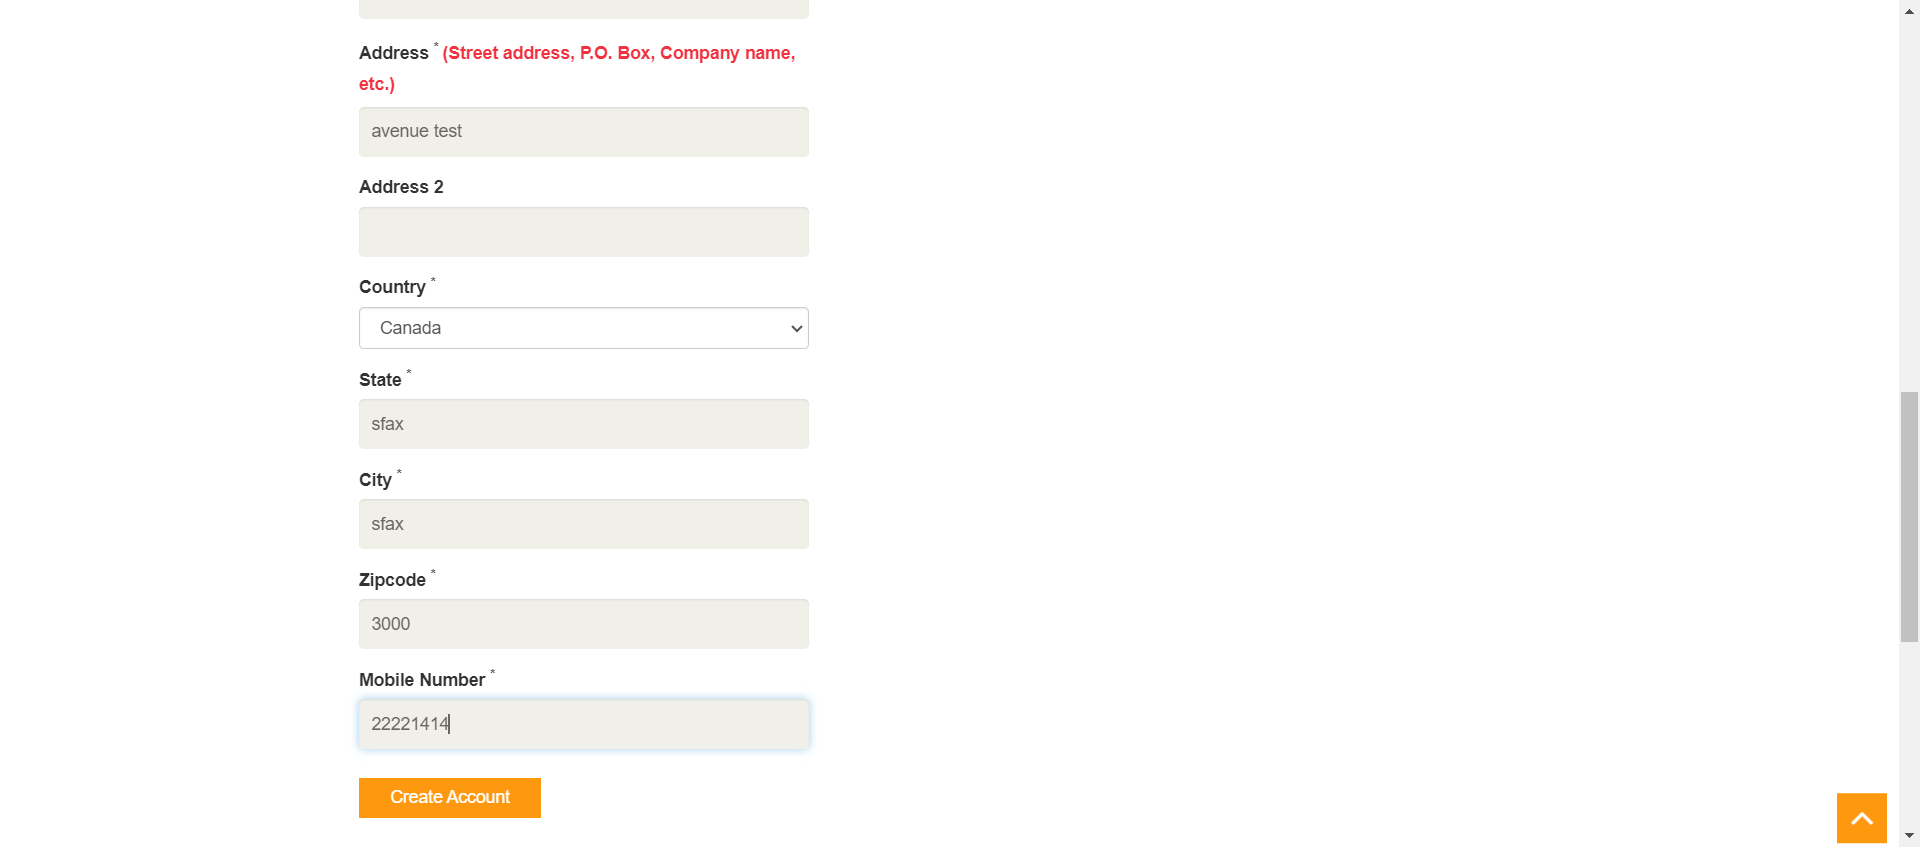 Address * (Street address, P.O. Box, Company name,
etc.)
avenue test
Address 2
Country *
Canada
State *
sfax
City *
sfax
Zipcode *
3000
Mobile Number *
22221414
Create Account